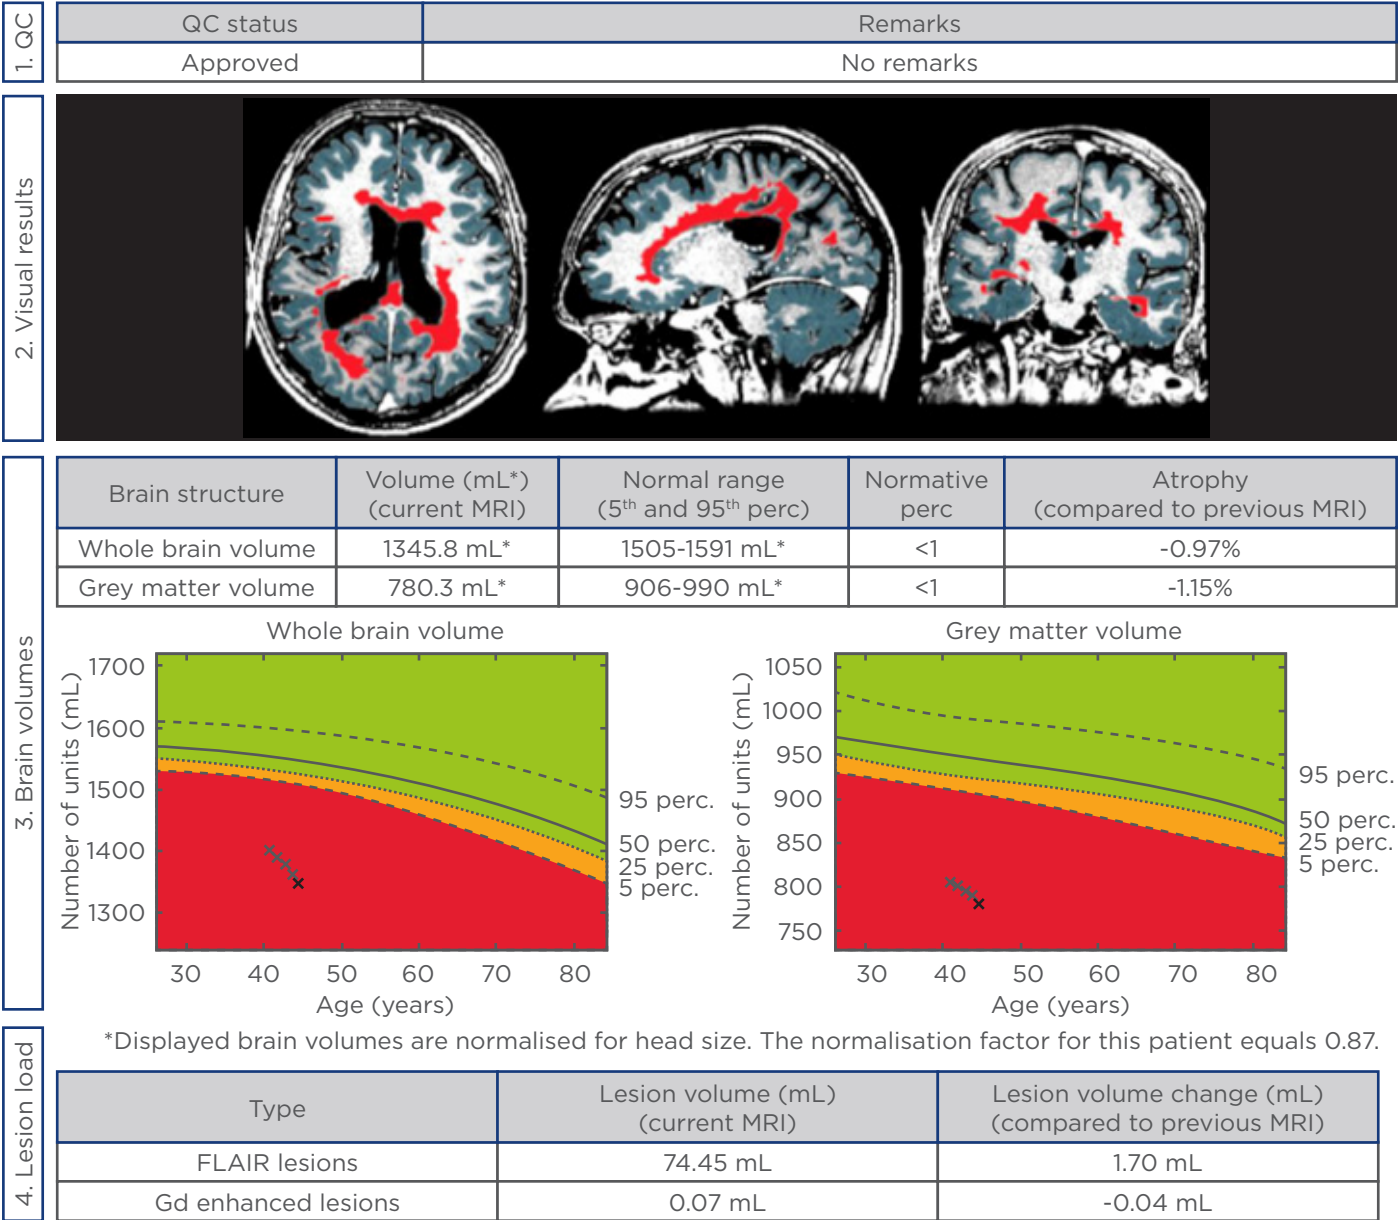 1. QC
QC status
Remarks
Approved
No remarks
2. Visual results
3. Brain volumes
Brain structure
Volume (mL*)
(current MRI)
Normal range
(5th and 95th perc)
Normative
perc
Atrophy
(compared to previous MRI)
Whole brain volume
1345.8 mL*
1505-1591 mL*
<1
-0.97%
Grey matter volume
780.3 mL*
906-990 mL*
<1
-1.15%
Whole brain volume
Number of units (mL)
1700
1600
1500
1400
1300
95 perc.
50 perc.
25 perc.
5 perc.
30 40 50 60 70 80
Age (years)
Grey matter volume
Number of units (mL)
1050
1000
950
900
850
800
750
95 perc.
50 perc.
25 perc.
5 perc.
30 40 50 60 70 80
Age (years)
*Displayed brain volumes are normalised for head size. The normalisation factor for this patient equals 0.87.
4. Lesion load
Type
Lesion volume (mL)
(current MRI)
Lesion volume change (mL)
(compared to previous MRI)
FLAIR lesions
74.45 mL
1.70 mL
Gd enhanced lesions
0.07 mL
-0.04 mL